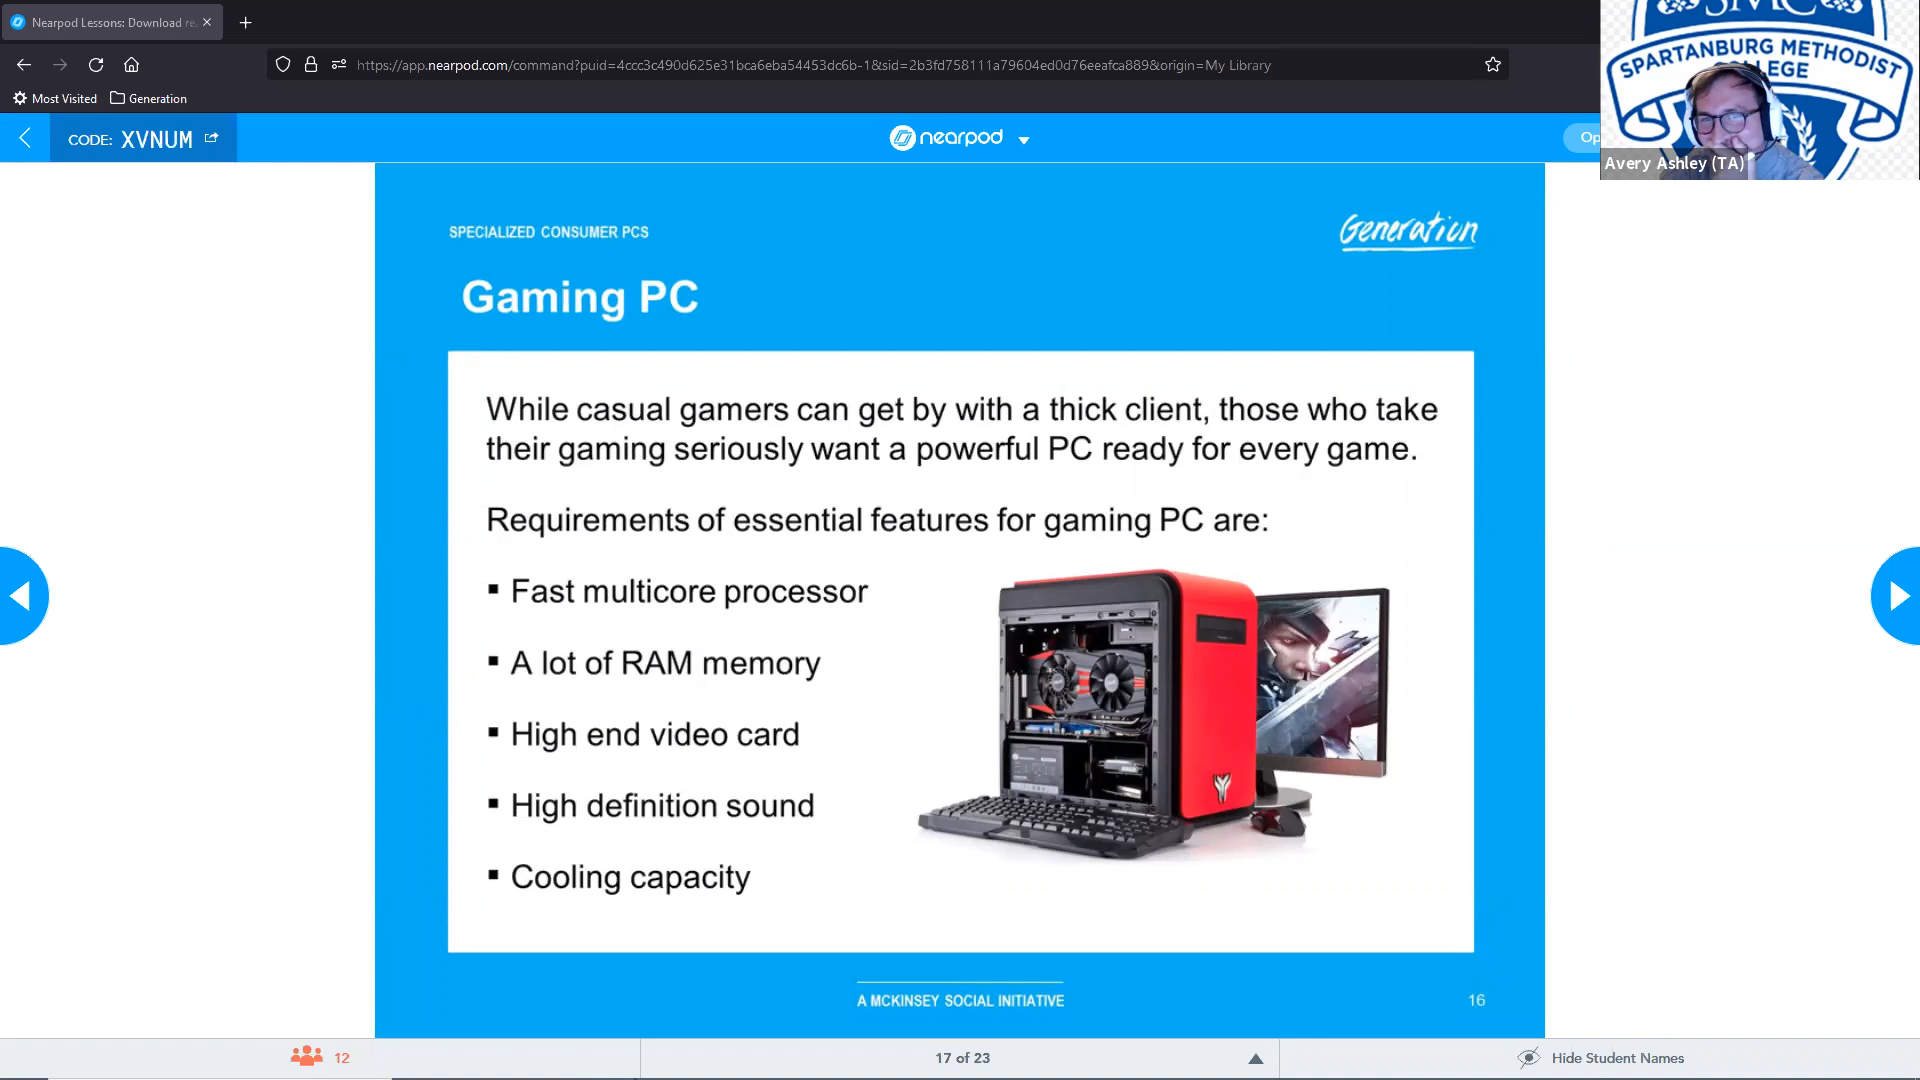 Nearpod Lessons: Download re
Most Visited
Generation
https://app.nearpod.com/command?puid=4ccc3c490d625e31bca6eba54453dc6b-1&sid=2b3fd758111a79604ed0d76eeafca889&origin=My Library
SMC
SPARTANBURG METHODIST
COLLEGE
Avery Ashley (TA)
CODE: XVNUM
nearpod
Op
SPECIALIZED CONSUMER PCS
Generation
Gaming PC
While casual gamers can get by with a thick client, those who take
their gaming seriously want a powerful PC ready for every game.
Requirements of essential features for gaming PC are:
▪ Fast multicore processor
▪ A lot of RAM memory
▪ High end video card
▪ High definition sound
▪ Cooling capacity
A MCKINSEY SOCIAL INITIATIVE
16
12
17 of 23
Hide Student Names